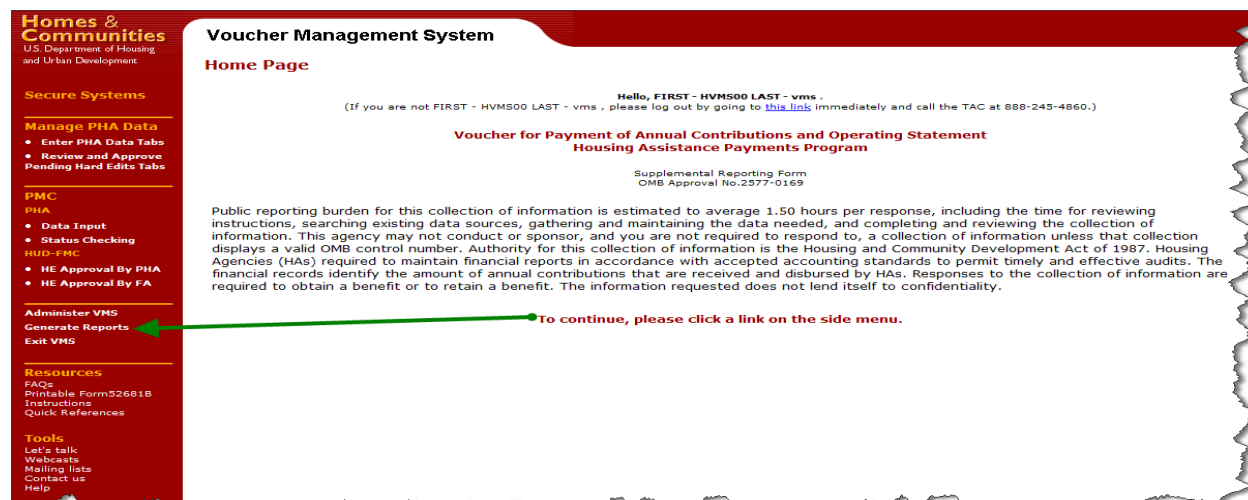 Homes &
Communities
U.S. Department of Housing
and Urban Development
Secure Systems
Manage PHA Data
• Enter PHA Data Tabs
• Review and Approve
Pending Hard Edits Tabs
PMC
PHA
• Data Input
• Status Checking
HUD-FMC
• HE Approval By PHA
• HE Approval By FA
Administer VMS
Generate Reports
Exit VMS
Resources
FAQs
Printable Form52681B
Instructions
Quick References
Tools
Let's talk
Webcasts
Mailing lists
Contact us
Help
Voucher Management System
Home Page
Hello, FIRST - HVMS00 LAST - vms .
(If you are not FIRST - HVMS00 LAST - vms , please log out by going to this link immediately and call the TAC at 888-245-4860.)
Voucher for Payment of Annual Contributions and Operating Statement
Housing Assistance Payments Program
Supplemental Reporting Form
OMB Approval No.2577-0169
Public reporting burden for this collection of information is estimated to average 1.50 hours per response, including the time for reviewing
instructions, searching existing data sources, gathering and maintaining the data needed, and completing and reviewing the collection of
information. This agency may not conduct or sponsor, and you are not required to respond to, a collection of information unless that collection
displays a valid OMB control number. Authority for this collection of information is the Housing and Community Development Act of 1987. Housing
Agencies (HAs) required to maintain financial reports in accordance with accepted accounting standards to permit timely and effective audits. The
financial records identify the amount of annual contributions that are received and disbursed by HAs. Responses to the collection of information are
required to obtain a benefit or to retain a benefit. The information requested does not lend itself to confidentiality.
To continue, please click a link on the side menu.